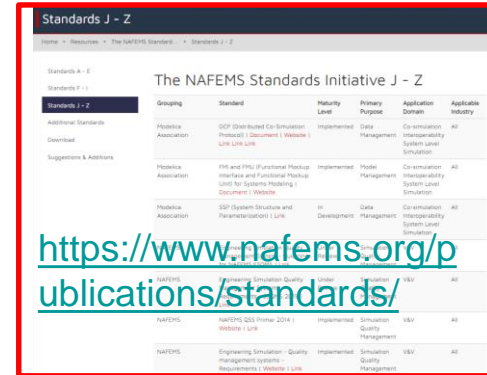 Standards J - Z
Home • Resources • The NAFEMS Standard... • Standards J - Z
Standards A - E
Standards F - I
Standards J - Z
Additional Standards
Download
Suggestions & Additions
The NAFEMS Standards Initiative J - Z
Grouping Standard Maturity Level Primary Purpose Application Domain Applicable Industry
Modelica Association DCP (Distributed Co-Simulation Protocol) | Document | Website | Link Link Link Implemented Data Management Co-simulation Interoperability System Level Simulation All
Modelica Association FMI and FMU (Functional Mockup Interface and Functional Mockup Unit) for Systems Modeling | Document | Website Implemented Model Management Co-simulation Interoperability System Level Simulation All
Modelica Association SSP (System Structure and Parameterization) | Link In Development Data Management Co-simulation Interoperability System Level Simulation All
https://www.nafems.org/p
ublications/standards/
NAFEMS Engineering Simulation Quality Under Simulation Quality Management V&V All
NAFEMS NAFEMS QSS Primer 2014 | Website | Link Implemented Simulation Quality Management V&V All
NAFEMS Engineering Simulation - Quality management systems - Requirements | Website | Link Implemented Simulation Quality Management V&V All